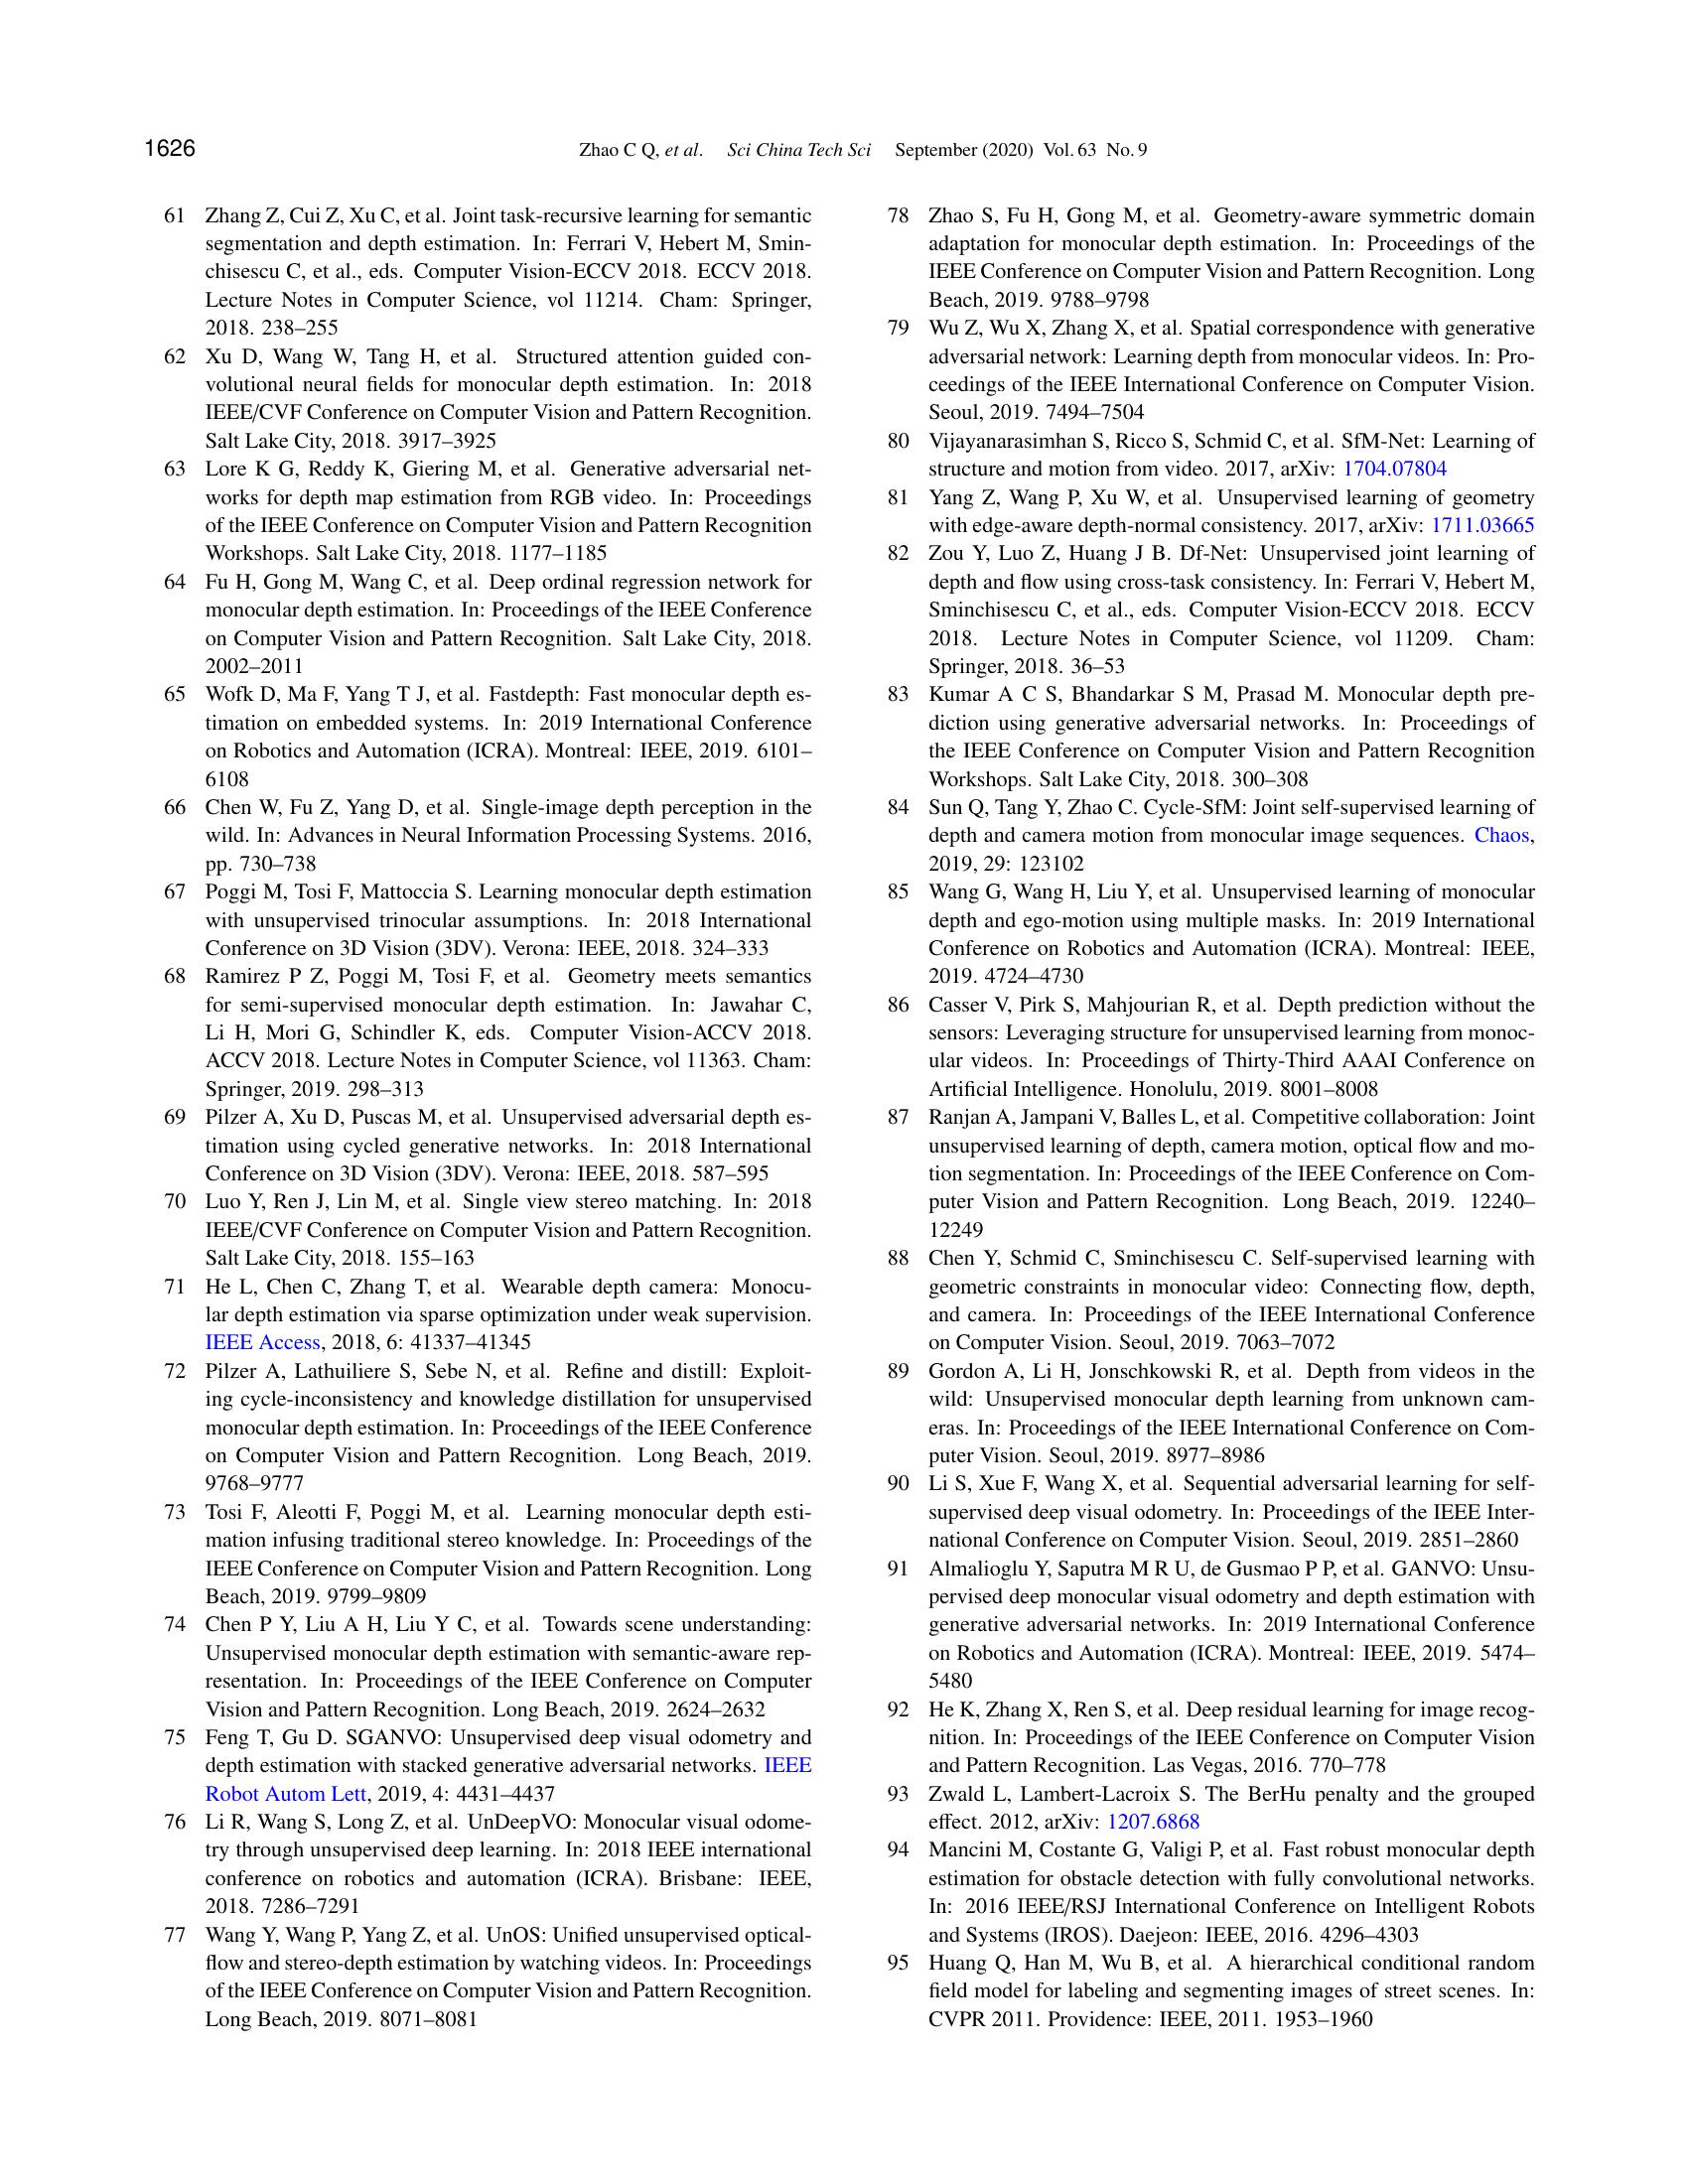 1626
Zhao C Q, et al. Sci China Tech Sci September (2020) Vol. 63 No. 9
61 Zhang Z, Cui Z, Xu C, et al. Joint task-recursive learning for semantic
segmentation and depth estimation. In: Ferrari V, Hebert M, Smin-
chisescu C, et al., eds. Computer Vision-ECCV 2018. ECCV 2018.
Lecture Notes in Computer Science, vol 11214. Cham: Springer,
2018. 238–255
62 Xu D, Wang W, Tang H, et al. Structured attention guided con-
volutional neural fields for monocular depth estimation. In: 2018
IEEE/CVF Conference on Computer Vision and Pattern Recognition.
Salt Lake City, 2018. 3917–3925
63 Lore K G, Reddy K, Giering M, et al. Generative adversarial net-
works for depth map estimation from RGB video. In: Proceedings
of the IEEE Conference on Computer Vision and Pattern Recognition
Workshops. Salt Lake City, 2018. 1177–1185
64 Fu H, Gong M, Wang C, et al. Deep ordinal regression network for
monocular depth estimation. In: Proceedings of the IEEE Conference
on Computer Vision and Pattern Recognition. Salt Lake City, 2018.
2002–2011
65 Wofk D, Ma F, Yang T J, et al. Fastdepth: Fast monocular depth es-
timation on embedded systems. In: 2019 International Conference
on Robotics and Automation (ICRA). Montreal: IEEE, 2019. 6101–
6108
66 Chen W, Fu Z, Yang D, et al. Single-image depth perception in the
wild. In: Advances in Neural Information Processing Systems. 2016,
pp. 730–738
67 Poggi M, Tosi F, Mattoccia S. Learning monocular depth estimation
with unsupervised trinocular assumptions. In: 2018 International
Conference on 3D Vision (3DV). Verona: IEEE, 2018. 324–333
68 Ramirez P Z, Poggi M, Tosi F, et al. Geometry meets semantics
for semi-supervised monocular depth estimation. In: Jawahar C,
Li H, Mori G, Schindler K, eds. Computer Vision-ACCV 2018.
ACCV 2018. Lecture Notes in Computer Science, vol 11363. Cham:
Springer, 2019. 298–313
69 Pilzer A, Xu D, Puscas M, et al. Unsupervised adversarial depth es-
timation using cycled generative networks. In: 2018 International
Conference on 3D Vision (3DV). Verona: IEEE, 2018. 587–595
70 Luo Y, Ren J, Lin M, et al. Single view stereo matching. In: 2018
IEEE/CVF Conference on Computer Vision and Pattern Recognition.
Salt Lake City, 2018. 155–163
71 He L, Chen C, Zhang T, et al. Wearable depth camera: Monocu-
lar depth estimation via sparse optimization under weak supervision.
IEEE Access, 2018, 6: 41337–41345
72 Pilzer A, Lathuiliere S, Sebe N, et al. Refine and distill: Exploit-
ing cycle-inconsistency and knowledge distillation for unsupervised
monocular depth estimation. In: Proceedings of the IEEE Conference
on Computer Vision and Pattern Recognition. Long Beach, 2019.
9768–9777
73 Tosi F, Aleotti F, Poggi M, et al. Learning monocular depth esti-
mation infusing traditional stereo knowledge. In: Proceedings of the
IEEE Conference on Computer Vision and Pattern Recognition. Long
Beach, 2019. 9799–9809
74 Chen P Y, Liu A H, Liu Y C, et al. Towards scene understanding:
Unsupervised monocular depth estimation with semantic-aware rep-
resentation. In: Proceedings of the IEEE Conference on Computer
Vision and Pattern Recognition. Long Beach, 2019. 2624–2632
75 Feng T, Gu D. SGANVO: Unsupervised deep visual odometry and
depth estimation with stacked generative adversarial networks. IEEE
Robot Autom Lett, 2019, 4: 4431–4437
76 Li R, Wang S, Long Z, et al. UnDeepVO: Monocular visual odome-
try through unsupervised deep learning. In: 2018 IEEE international
conference on robotics and automation (ICRA). Brisbane: IEEE,
2018. 7286–7291
77 Wang Y, Wang P, Yang Z, et al. UnOS: Unified unsupervised optical-
flow and stereo-depth estimation by watching videos. In: Proceedings
of the IEEE Conference on Computer Vision and Pattern Recognition.
Long Beach, 2019. 8071–8081
78 Zhao S, Fu H, Gong M, et al. Geometry-aware symmetric domain
adaptation for monocular depth estimation. In: Proceedings of the
IEEE Conference on Computer Vision and Pattern Recognition. Long
Beach, 2019. 9788–9798
79 Wu Z, Wu X, Zhang X, et al. Spatial correspondence with generative
adversarial network: Learning depth from monocular videos. In: Pro-
ceedings of the IEEE International Conference on Computer Vision.
Seoul, 2019. 7494–7504
80 Vijayanarasimhan S, Ricco S, Schmid C, et al. SfM-Net: Learning of
structure and motion from video. 2017, arXiv: 1704.07804
81 Yang Z, Wang P, Xu W, et al. Unsupervised learning of geometry
with edge-aware depth-normal consistency. 2017, arXiv: 1711.03665
82 Zou Y, Luo Z, Huang J B. Df-Net: Unsupervised joint learning of
depth and flow using cross-task consistency. In: Ferrari V, Hebert M,
Sminchisescu C, et al., eds. Computer Vision-ECCV 2018. ECCV
2018. Lecture Notes in Computer Science, vol 11209. Cham:
Springer, 2018. 36–53
83 Kumar A C S, Bhandarkar S M, Prasad M. Monocular depth pre-
diction using generative adversarial networks. In: Proceedings of
the IEEE Conference on Computer Vision and Pattern Recognition
Workshops. Salt Lake City, 2018. 300–308
84 Sun Q, Tang Y, Zhao C. Cycle-SfM: Joint self-supervised learning of
depth and camera motion from monocular image sequences. Chaos,
2019, 29: 123102
85 Wang G, Wang H, Liu Y, et al. Unsupervised learning of monocular
depth and ego-motion using multiple masks. In: 2019 International
Conference on Robotics and Automation (ICRA). Montreal: IEEE,
2019. 4724–4730
86 Casser V, Pirk S, Mahjourian R, et al. Depth prediction without the
sensors: Leveraging structure for unsupervised learning from monoc-
ular videos. In: Proceedings of Thirty-Third AAAI Conference on
Artificial Intelligence. Honolulu, 2019. 8001–8008
87 Ranjan A, Jampani V, Balles L, et al. Competitive collaboration: Joint
unsupervised learning of depth, camera motion, optical flow and mo-
tion segmentation. In: Proceedings of the IEEE Conference on Com-
puter Vision and Pattern Recognition. Long Beach, 2019. 12240–
12249
88 Chen Y, Schmid C, Sminchisescu C. Self-supervised learning with
geometric constraints in monocular video: Connecting flow, depth,
and camera. In: Proceedings of the IEEE International Conference
on Computer Vision. Seoul, 2019. 7063–7072
89 Gordon A, Li H, Jonschkowski R, et al. Depth from videos in the
wild: Unsupervised monocular depth learning from unknown cam-
eras. In: Proceedings of the IEEE International Conference on Com-
puter Vision. Seoul, 2019. 8977–8986
90 Li S, Xue F, Wang X, et al. Sequential adversarial learning for self-
supervised deep visual odometry. In: Proceedings of the IEEE Inter-
national Conference on Computer Vision. Seoul, 2019. 2851–2860
91 Almalioglu Y, Saputra M R U, de Gusmao P P, et al. GANVO: Unsu-
pervised deep monocular visual odometry and depth estimation with
generative adversarial networks. In: 2019 International Conference
on Robotics and Automation (ICRA). Montreal: IEEE, 2019. 5474–
5480
92 He K, Zhang X, Ren S, et al. Deep residual learning for image recog-
nition. In: Proceedings of the IEEE Conference on Computer Vision
and Pattern Recognition. Las Vegas, 2016. 770–778
93 Zwald L, Lambert-Lacroix S. The BerHu penalty and the grouped
effect. 2012, arXiv: 1207.6868
94 Mancini M, Costante G, Valigi P, et al. Fast robust monocular depth
estimation for obstacle detection with fully convolutional networks.
In: 2016 IEEE/RSJ International Conference on Intelligent Robots
and Systems (IROS). Daejeon: IEEE, 2016. 4296–4303
95 Huang Q, Han M, Wu B, et al. A hierarchical conditional random
field model for labeling and segmenting images of street scenes. In:
CVPR 2011. Providence: IEEE, 2011. 1953–1960